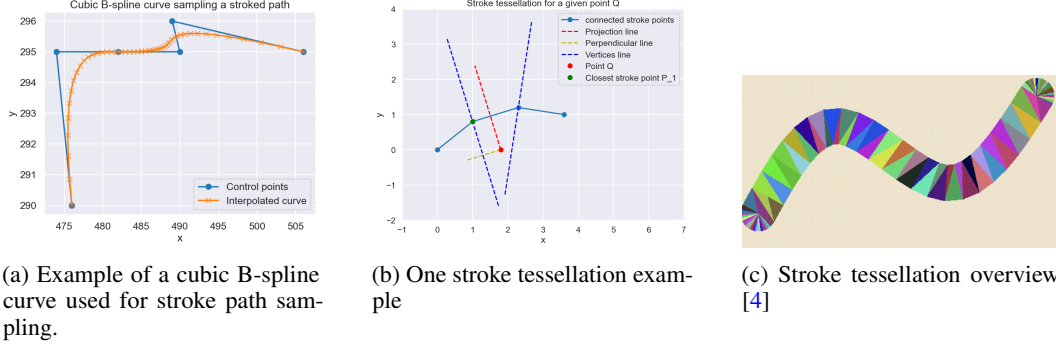 Cubic B-spline curve sampling a stroked path
296
295
294
293
292
291
290
y
475
480
485
490
495
500
505
x
Control points
Interpolated curve
(a) Example of a cubic B-spline
curve used for stroke path sam-
pling.
Stroke tessellation for a given point Q
4
3
2
1
0
−1
−2
y
−1
0
1
2
3
4
5
6
7
x
connected stroke points
Projection line
Perpendicular line
Vertices line
Point Q
Closest stroke point P_1
(b) One stroke tessellation exam-
ple
(c) Stroke tessellation overview
[4]